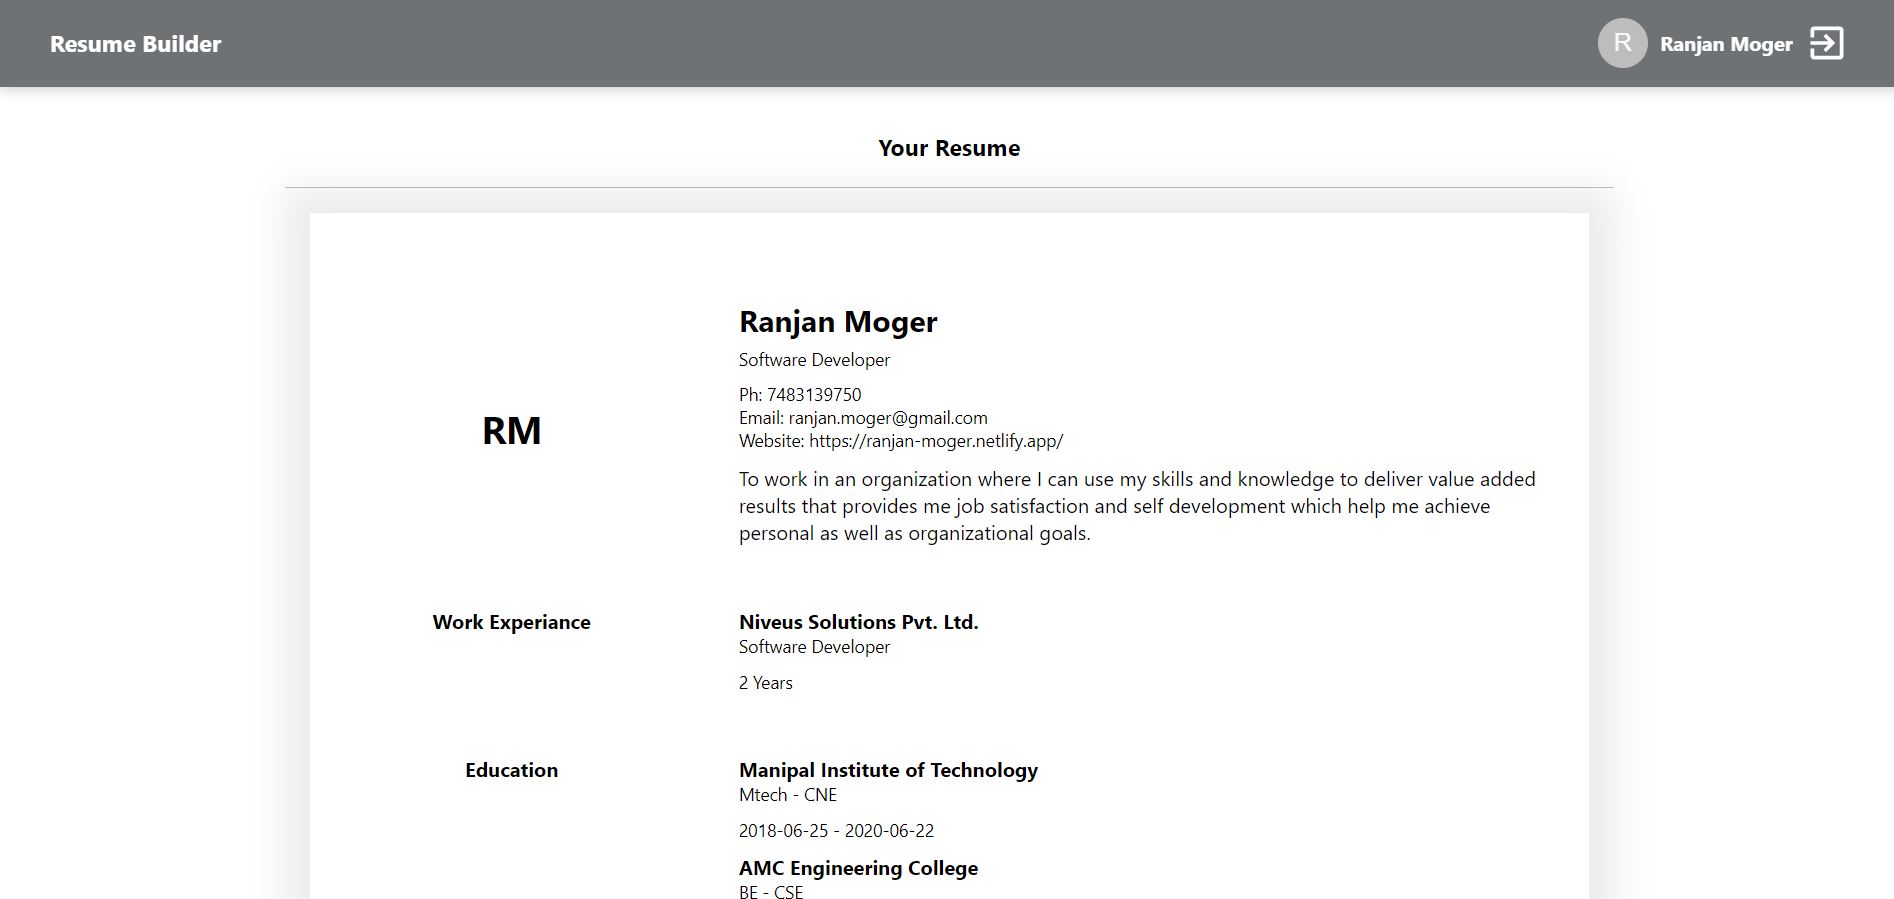 Resume Builder
R Ranjan Moger
Your Resume
RM
Ranjan Moger
Software Developer
Ph: 7483139750
Email: ranjan.moger@gmail.com
Website: https://ranjan-moger.netlify.app/
To work in an organization where I can use my skills and knowledge to deliver value added
results that provides me job satisfaction and self development which help me achieve
personal as well as organizational goals.
Work Experiance
Niveus Solutions Pvt. Ltd.
Software Developer
2 Years
Education
Manipal Institute of Technology
Mtech - CNE
2018-06-25 - 2020-06-22
AMC Engineering College
BE - CSE